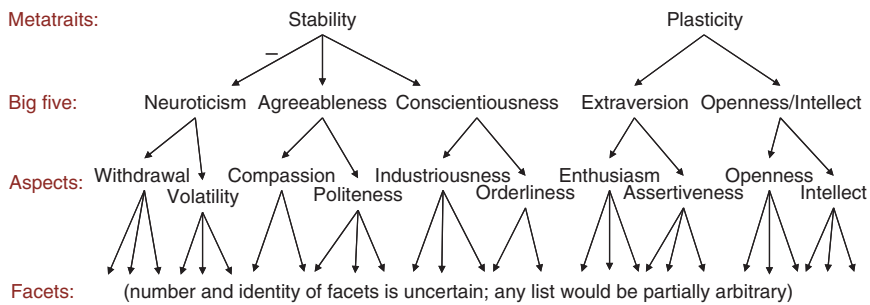 Metatraits: Stability Plasticity
–
Big five: Neuroticism Agreeableness Conscientiousness Extraversion Openness/Intellect
Aspects: Withdrawal Compassion Industriousness Enthusiasm Openness
Volatility Politeness Orderliness Assertiveness Intellect
Facets: (number and identity of facets is uncertain; any list would be partially arbitrary)